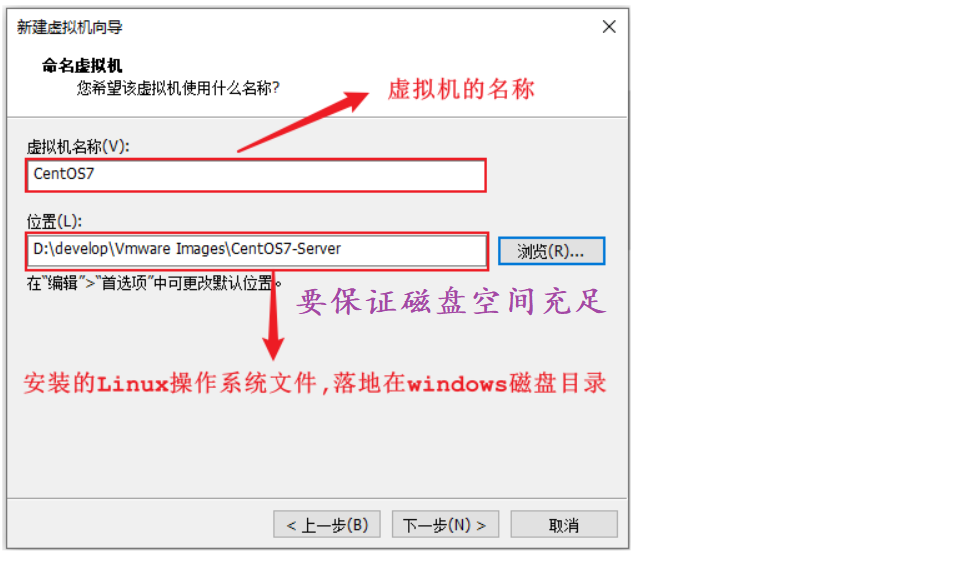 新建虚拟机向导
命名虚拟机
您希望该虚拟机使用什么名称?
虚拟机的名称
虚拟机名称(V):
CentOS7
位置(L):
D:\develop\Vmware Images\CentOS7-Server
浏览(R)...
在"编辑">"首选项"中可更改默认位置。
要保证磁盘空间充足
安装的Linux操作系统文件,落地在windows磁盘目录
< 上一步(B)
下一步(N) >
取消